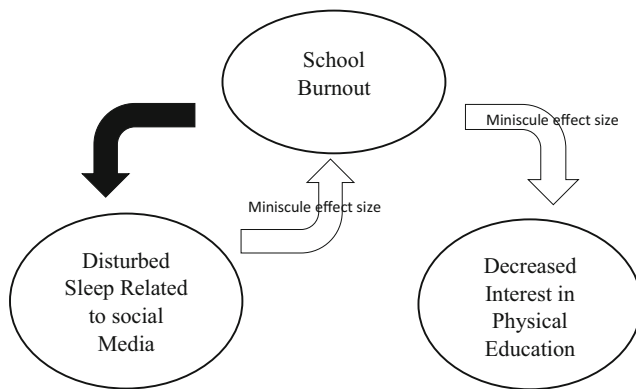 School
Burnout
Miniscule effect size
Miniscule effect size
Disturbed
Sleep Related
to social
Media
Decreased
Interest in
Physical
Education